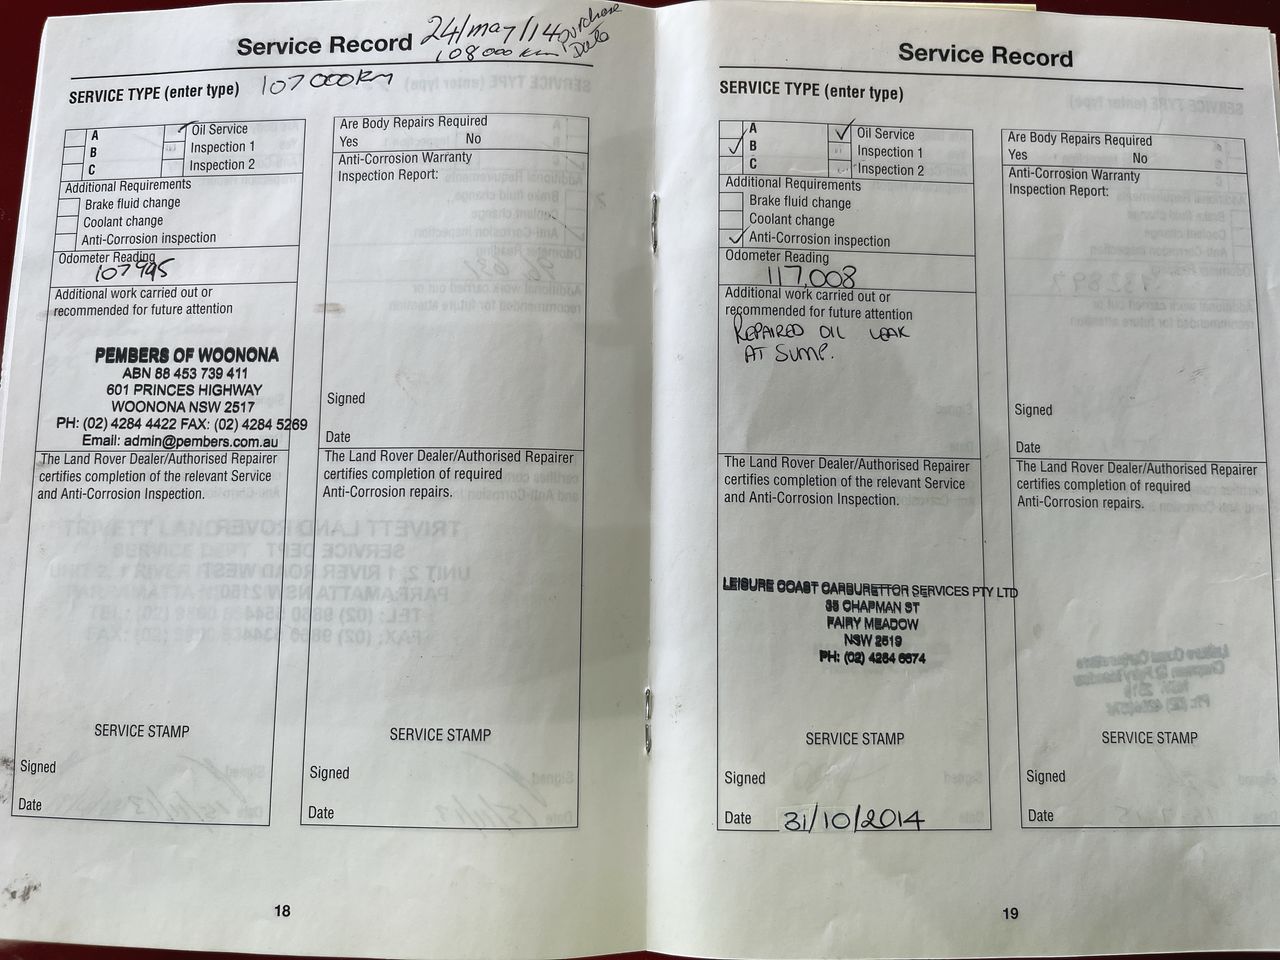 Service Record 24/may/14 purchase
108000km Date
SERVICE TYPE (enter type) 107000km
A
B
C
Oil Service
Inspection 1
Inspection 2
Additional Requirements
Brake fluid change
Coolant change
Anti-Corrosion inspection
Odometer Reading
107995
Additional work carried out or
recommended for future attention
PEMBERS OF WOONONA
ABN 88 453 739 411
601 PRINCES HIGHWAY
WOONONA NSW 2517
PH: (02) 4284 4422 FAX: (02) 4284 5269
Email: admin@pembers.com.au
The Land Rover Dealer/Authorised Repairer
certifies completion of the relevant Service
and Anti-Corrosion Inspection.
SERVICE STAMP
Signed
Date
Are Body Repairs Required
Yes No
Anti-Corrosion Warranty
Inspection Report:
Signed
Date
The Land Rover Dealer/Authorised Repairer
certifies completion of required
Anti-Corrosion repairs.
SERVICE STAMP
Signed
Date
18
Service Record
SERVICE TYPE (enter type)
A
B
C
Oil Service
Inspection 1
Inspection 2
Additional Requirements
Brake fluid change
Coolant change
Anti-Corrosion inspection
Odometer Reading
117,008
Additional work carried out or
recommended for future attention
REPAIRED OIL LEAK
AT SUMP.
The Land Rover Dealer/Authorised Repairer
certifies completion of the relevant Service
and Anti-Corrosion Inspection.
LEISURE COAST CARBURETTOR SERVICES PTY LTD
35 CHAPMAN ST
FAIRY MEADOW
NSW 2519
PH: (02) 4284 6674
SERVICE STAMP
Signed
Date 31/10/2014
Are Body Repairs Required
Yes No
Anti-Corrosion Warranty
Inspection Report:
Signed
Date
The Land Rover Dealer/Authorised Repairer
certifies completion of required
Anti-Corrosion repairs.
SERVICE STAMP
Signed
Date
19